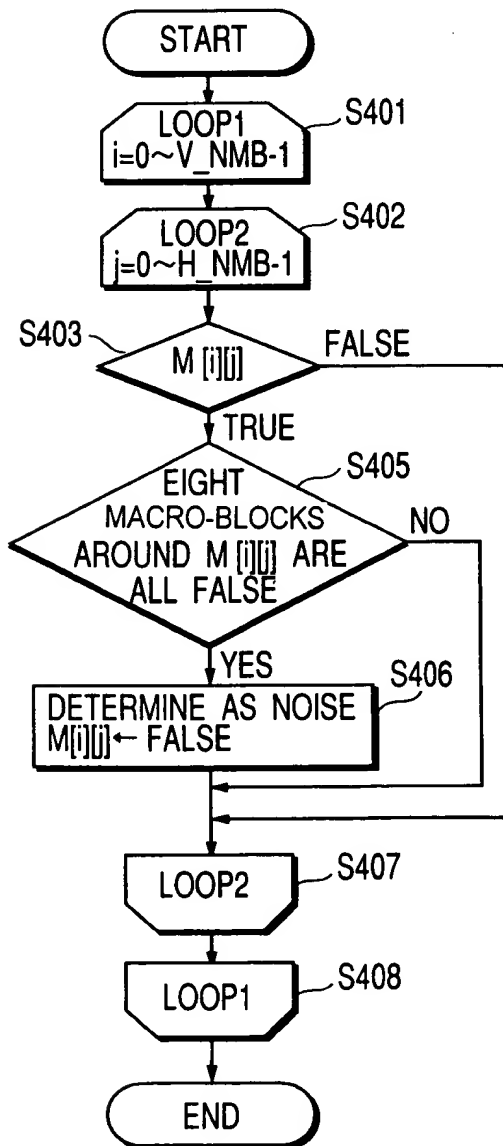 START
LOOP1
i=0~V_NMB-1
S401
LOOP2
j=0~H_NMB-1
S402
S403
M [i][j]
FALSE
TRUE
S405
EIGHT
MACRO-BLOCKS
AROUND M [i][j] ARE
ALL FALSE
NO
YES
S406
DETERMINE AS NOISE
M[i][j]← FALSE
LOOP2
S407
LOOP1
S408
END